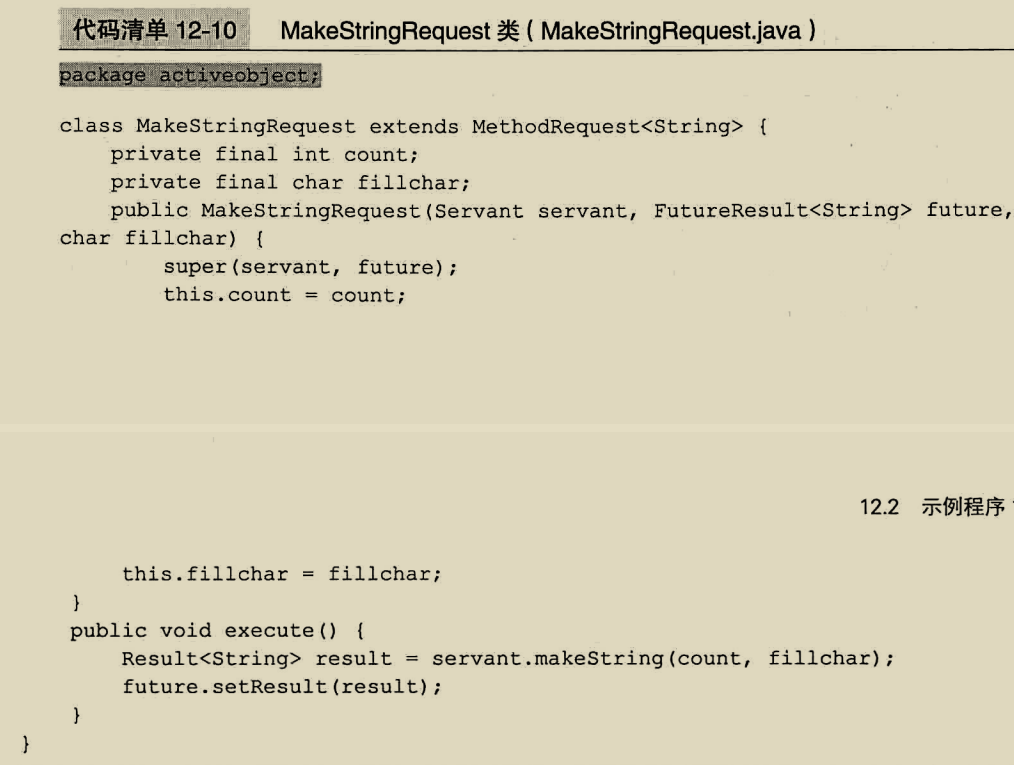 代码清单 12-10 MakeStringRequest 类 ( MakeStringRequest.java )
package activeobject;
class MakeStringRequest extends MethodRequest<String> {
private final int count;
private final char fillchar;
public MakeStringRequest(Servant servant, FutureResult<String> future,
char fillchar) {
super(servant, future);
this.count = count;
12.2 示例程序
this.fillchar = fillchar;
}
public void execute() {
Result<String> result = servant.makeString(count, fillchar);
future.setResult(result);
}
}